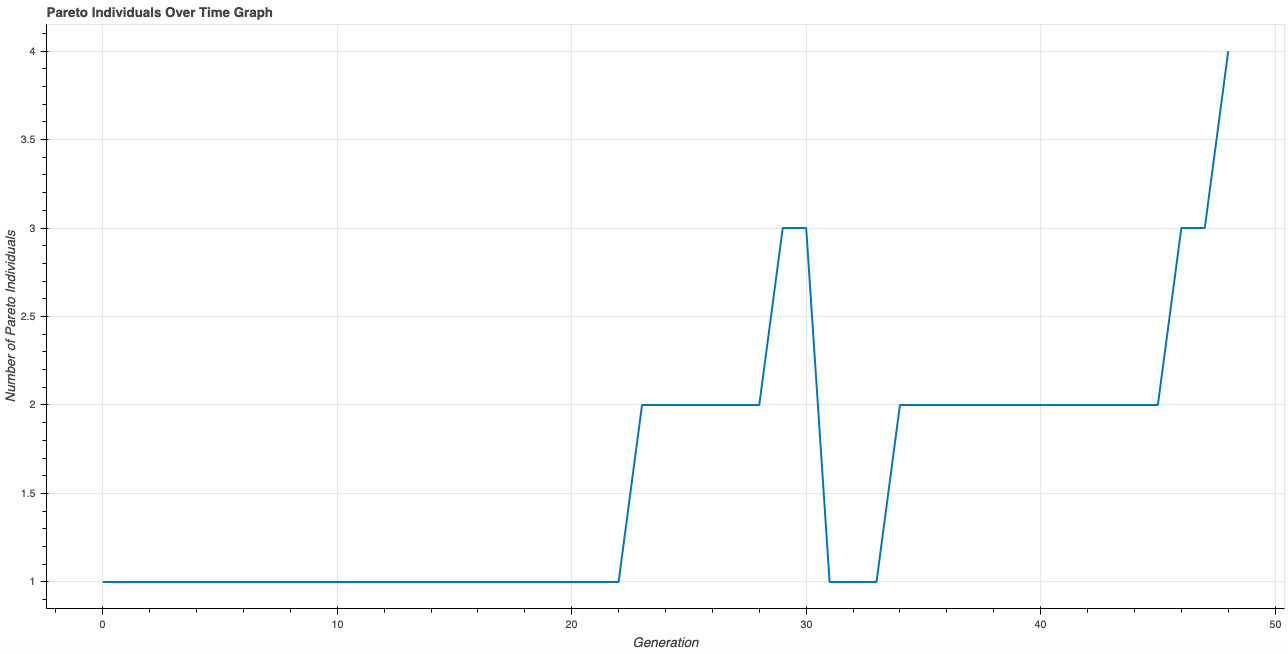 Pareto Individuals Over Time Graph
4
3.5
3
2.5
2
1.5
1
Number of Pareto Individuals
0 10 20 30 40 50
Generation